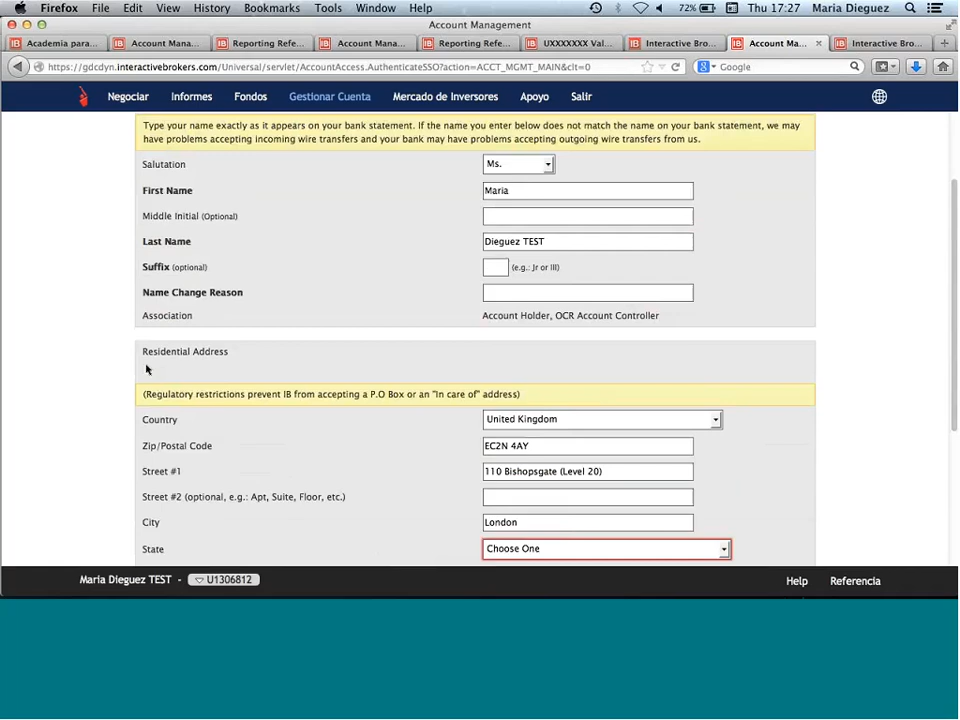 Firefox File Edit View History Bookmarks Tools Window Help 72% Thu 17:27 Maria Dieguez
Account Management
Academia para... Account Mana... Reporting Refe... Account Mana... Reporting Refe... UXXXXXXX Val... Interactive Bro... Account Ma... Interactive Bro...
https://gdcdyn.interactivebrokers.com/Universal/servlet/AccountAccess.AuthenticateSSO?action=ACCT_MGMT_MAIN&clt=0 Google
Negociar Informes Fondos Gestionar Cuenta Mercado de Inversores Apoyo Salir
Type your name exactly as it appears on your bank statement. If the name you enter below does not match the name on your bank statement, we may
have problems accepting incoming wire transfers and your bank may have problems accepting outgoing wire transfers from us.
Salutation Ms.
First Name Maria
Middle Initial (Optional)
Last Name Dieguez TEST
Suffix (optional) (e.g.: Jr or III)
Name Change Reason
Association Account Holder, OCR Account Controller
Residential Address
(Regulatory restrictions prevent IB from accepting a P.O Box or an "In care of" address)
Country United Kingdom
Zip/Postal Code EC2N 4AY
Street #1 110 Bishopsgate (Level 20)
Street #2 (optional, e.g.: Apt, Suite, Floor, etc.)
City London
State Choose One
Maria Dieguez TEST - U1306812 Help Referencia